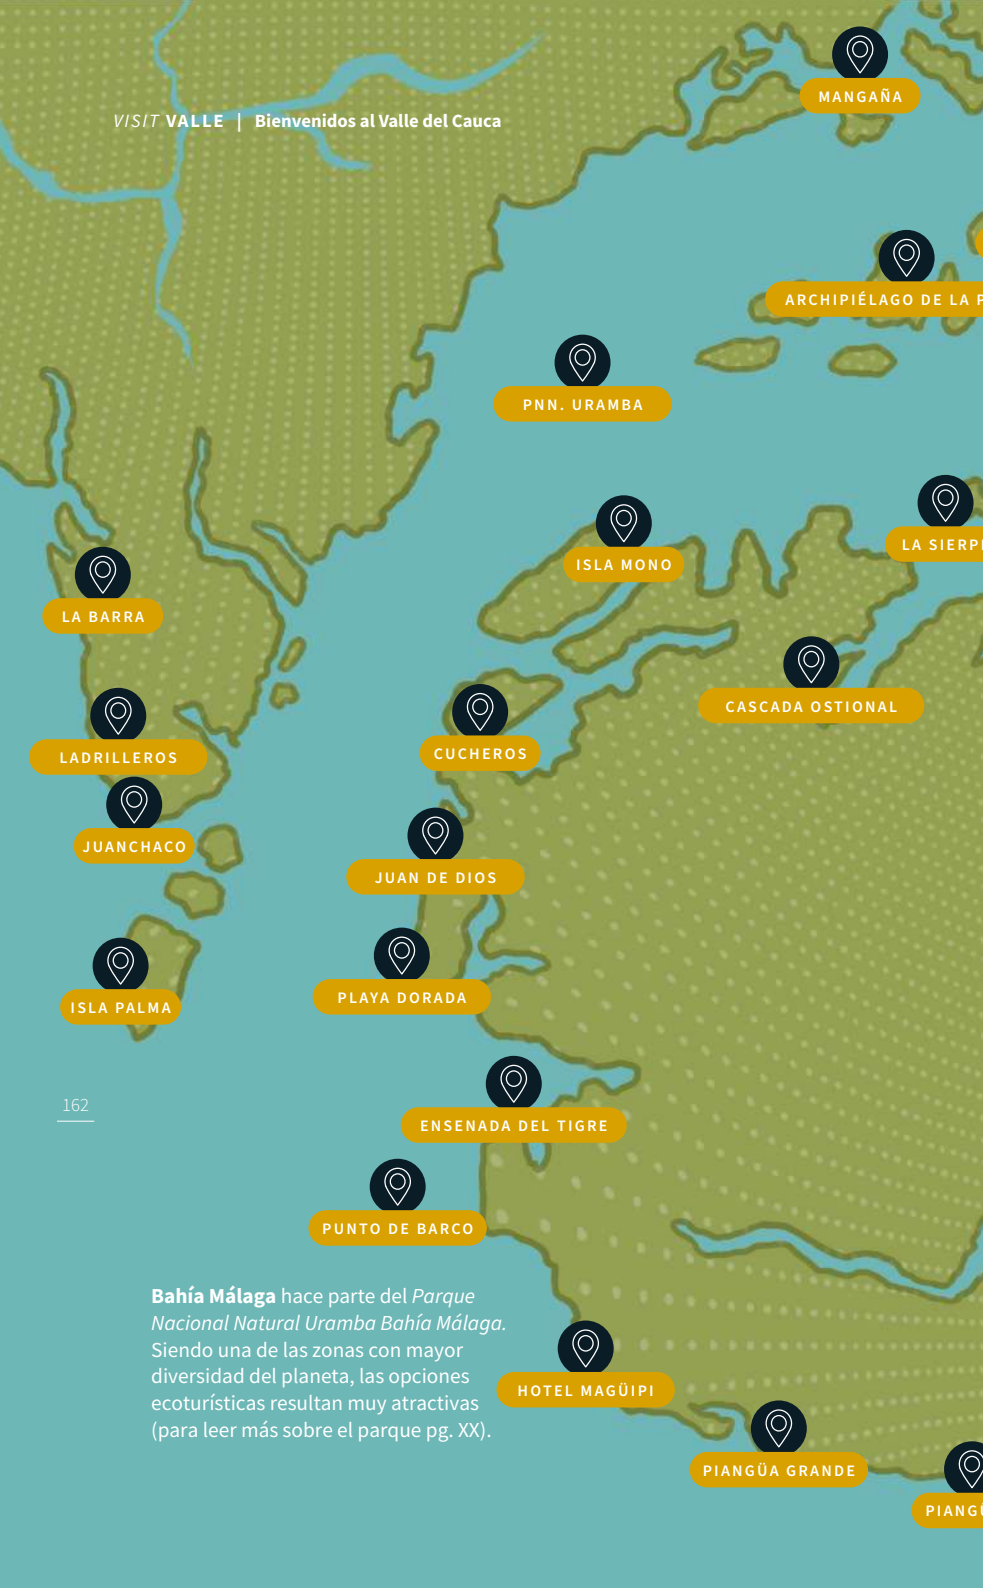 VISIT VALLE | Bienvenidos al Valle del Cauca
MANGAÑA
ARCHIPIÉLAGO DE LA
PNN. URAMBA
LA
ISLA MONO
LA BARRA
CASCADA OSTIONAL
LADRILLEROS
CUCHEROS
JUANCHACO
JUAN DE DIOS
PLAYA DORADA
ISLA PALMA
162
ENSENADA DEL TIGRE
PUNTO DE BARCO
Bahía Málaga hace parte del Parque
Nacional Natural Uramba Bahía Málaga.
Siendo una de las zonas con mayor
diversidad del planeta, las opciones
ecoturísticas resultan muy atractivas
(para leer más sobre el parque pg. XX).
HOTEL MAGÜIPI
PIANGÜA GRANDE